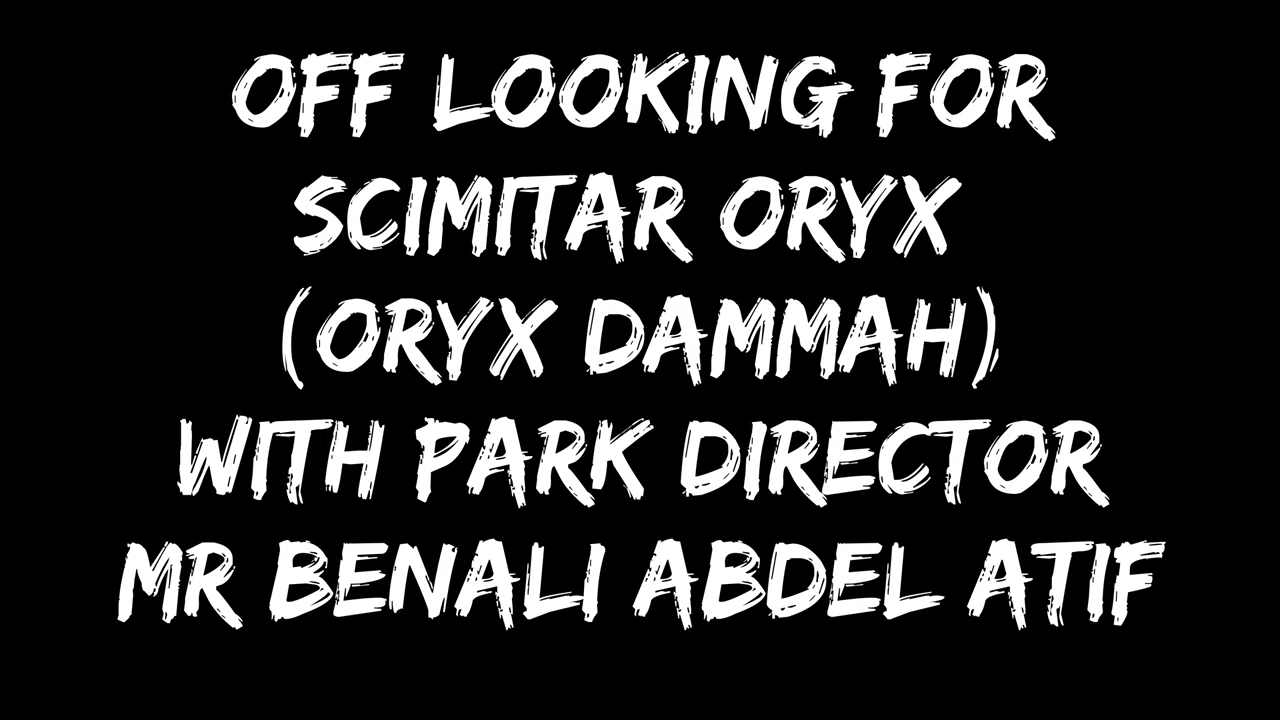 OFF LOOKING FOR
SCIMITAR ORYX
(ORYX DAMMAH)
WITH PARK DIRECTOR
MR BENALI ABDEL ATIF